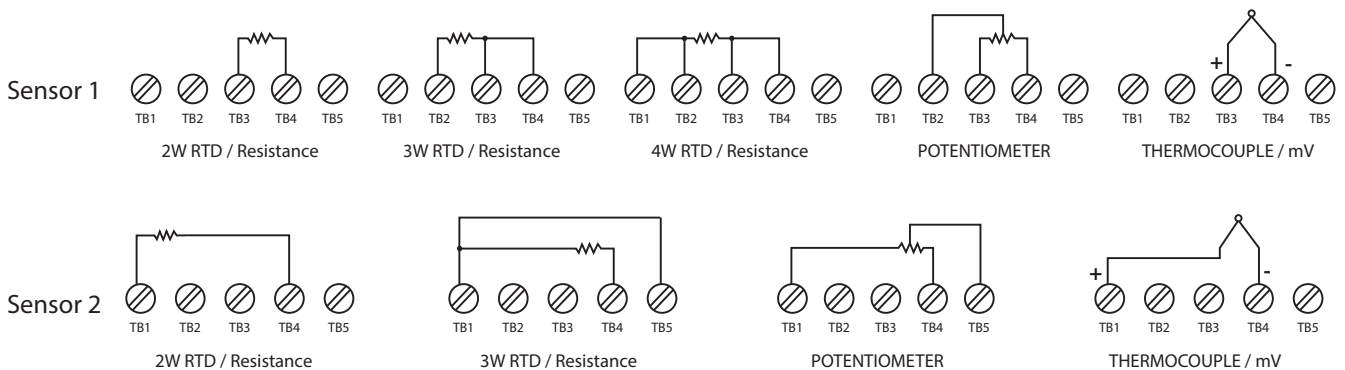 Sensor 1
+ -
TB1 TB2 TB3 TB4 TB5 TB1 TB2 TB3 TB4 TB5 TB1 TB2 TB3 TB4 TB5 TB1 TB2 TB3 TB4 TB5 TB1 TB2 TB3 TB4 TB5
2W RTD / Resistance 3W RTD / Resistance 4W RTD / Resistance POTENTIOMETER THERMOCOUPLE / mV
Sensor 2
+ -
TB1 TB2 TB3 TB4 TB5 TB1 TB2 TB3 TB4 TB5 TB1 TB2 TB3 TB4 TB5 TB1 TB2 TB3 TB4 TB5
2W RTD / Resistance 3W RTD / Resistance POTENTIOMETER THERMOCOUPLE / mV